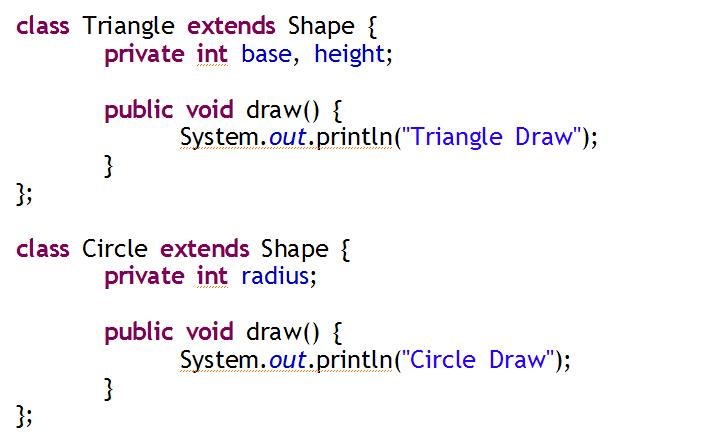 class Triangle extends Shape {
private int base, height;
public void draw() {
System.out.println("Triangle Draw");
}
};
class Circle extends Shape {
private int radius;
public void draw() {
System.out.println("Circle Draw");
}
};